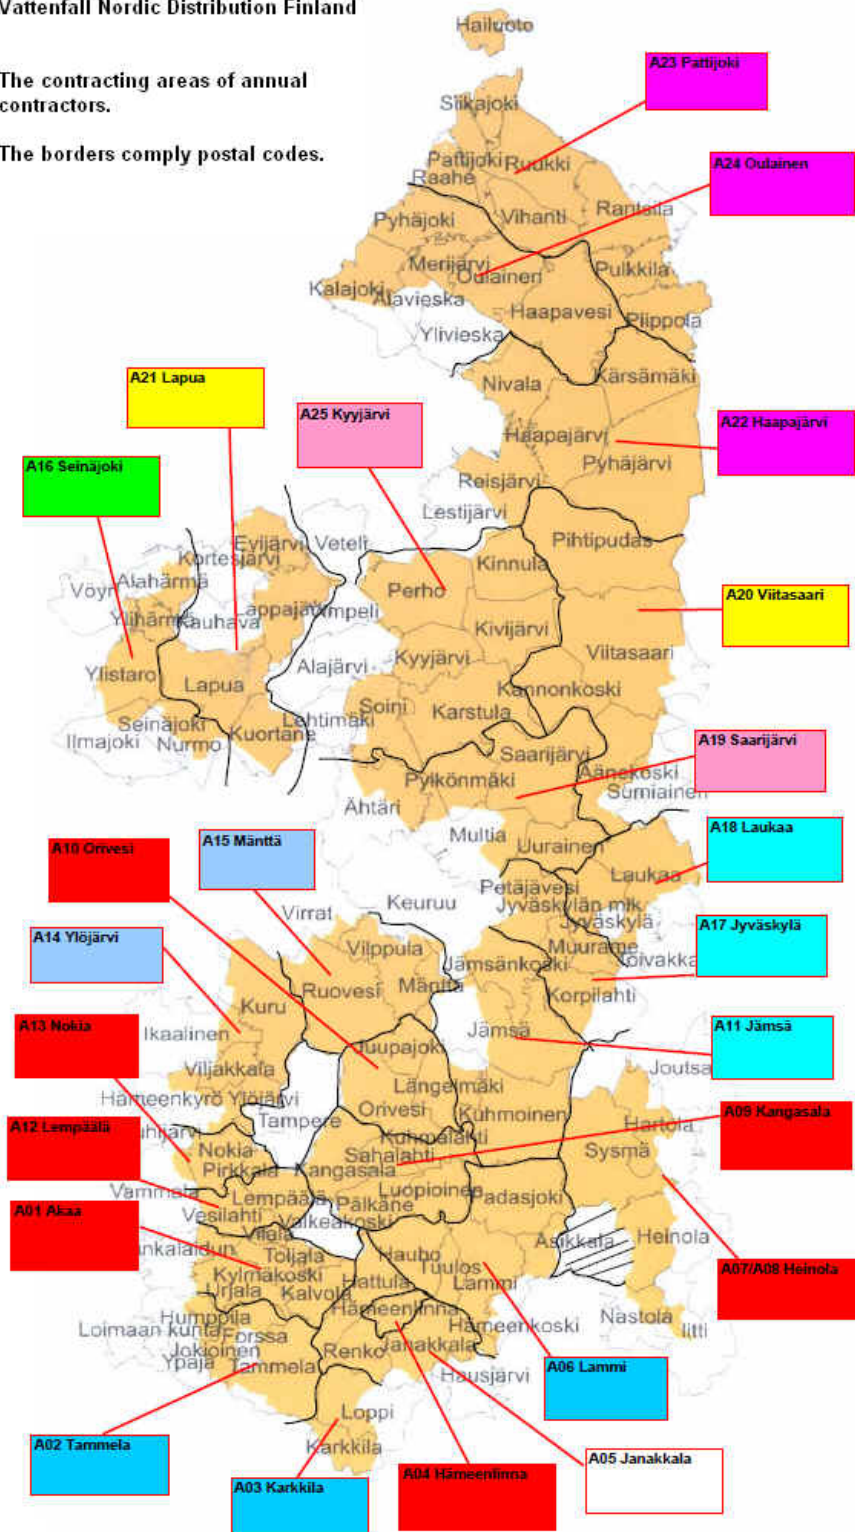 Vattenfall Nordic Distribution Finland
The contracting areas of annual
contractors.
The borders comply postal codes.
Hailuoto
A23 Pattijoki
Siikajoki
Pattijoki
Ruukki
Raahe
A24 Oulainen
Pyhäjoki
Vihanti
Rantsila
Merijärvi
Oulainen
Pulkkila
Kalajoki
Alavieska
Haapavesi
Piippola
Ylivieska
A21 Lapua
Nivala
Kärsämäki
A25 Kyyjärvi
A22 Haapajärvi
Haapajärvi
Pyhäjärvi
A16 Seinäjoki
Reisjärvi
Lestijärvi
Evijärvi
Veteli
Pihtipudas
Kortesjärvi
Kinnula
Alahärmä
Perho
A20 Viitasaari
Kauhava
Kivijärvi
Viitasaari
Kyyjärvi
Alajärvi
Ylistaro
Lapua
Kannonkoski
Soini
Karstula
Lehtimäki
Seinäjoki
Kuortane
Ilmajoki
Nurmo
A19 Saarijärvi
Saarijärvi
Äänekoski
Pylkönmäki
Sumiainen
Ähtäri
A10 Orivesi
A15 Mänttä
Multia
A18 Laukaa
Uurainen
Laukaa
Petäjävesi
Keuruu
Jyväskylän mlk
Virrat
Jyväskylä
A17 Jyväskylä
A14 Ylöjärvi
Vilppula
Muurame
Toivakka
Jämsänkoski
Ruovesi
Mänttä
Korpilahti
Kuru
A13 Nokia
Ikaalinen
Jämsä
A11 Jämsä
Juupajoki
Viljakkala
Joutsa
Längelmäki
Hämeenkyrö
Ylöjärvi
Orivesi
Kuhmoinen
A09 Kangasala
A12 Lempäälä
Tampere
Hartola
Kuhmalahti
Nokia
Sahalahti
Sysmä
Pirkkala
Kangasala
Vammala
Lempäälä
Luopioinen
Padasjoki
A01 Akaa
Vesilahti
Pälkäne
Valkeakoski
Viiala
Asikkala
Heinola
Toijala
Hauho
Tuulos
A07/A08 Heinola
Kylmäkoski
Hattula
Lammi
Urjala
Kalvola
Hämeenlinna
Humppila
Hämeenkoski
Nastola
Iitti
Loimaan kunta
Forssa
Jokioinen
Renko
Janakkala
Ypäjä
Tammela
A06 Lammi
Hausjärvi
Loppi
A02 Tammela
Karkkila
A05 Janakkala
A03 Karkkila
A04 Hämeenlinna